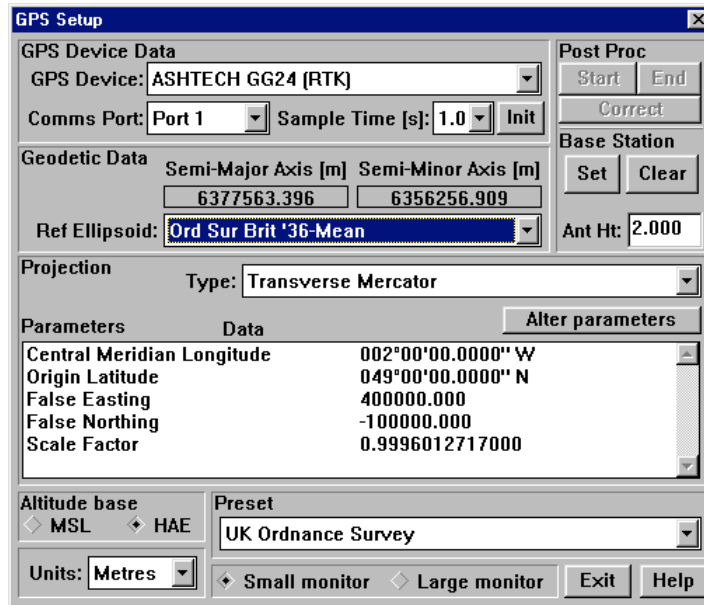 GPS Setup
GPS Device Data
GPS Device: ASHTECH GG24 (RTK)
Comms Port: Port 1 Sample Time [s]: 1.0 Init
Post Proc
Start End
Correct
Geodetic Data
Semi-Major Axis [m] Semi-Minor Axis [m]
6377563.396 6356256.909
Ref Ellipsoid: Ord Sur Brit '36-Mean
Base Station
Set Clear
Ant Ht: 2.000
Projection
Type: Transverse Mercator
Alter parameters
Parameters Data
Central Meridian Longitude 002°00'00.0000" W
Origin Latitude 049°00'00.0000" N
False Easting 400000.000
False Northing -100000.000
Scale Factor 0.9996012717000
Altitude base
MSL HAE
Preset
UK Ordnance Survey
Units: Metres
Small monitor Large monitor
Exit Help